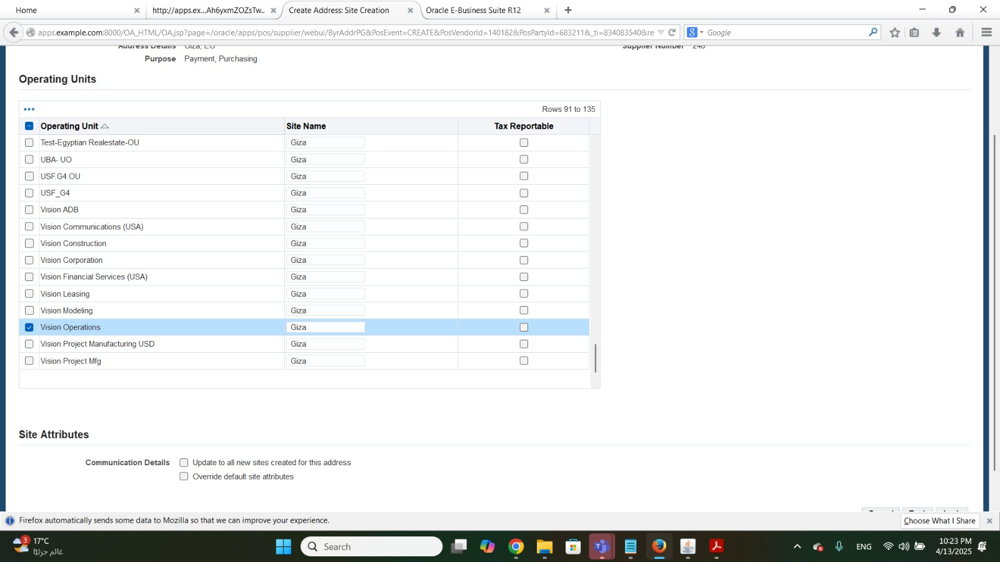 Home
http://apps.ex...Ah6yxmZOZsTw..
Create Address: Site Creation
Oracle E-Business Suite R12
apps.example.com:8000/OA_HTML/OA.jsp?page=/oracle/apps/pos/supplier/webui/ByrAddrPG&PosEvent=CREATE&PosVendorId=140182&PosPartyId=683211&_ti=834083540&re
Google
Address Details Giza, EG
Supplier Number 248
Purpose Payment, Purchasing
Operating Units
Rows 91 to 135
Operating Unit Site Name Tax Reportable
Test-Egyptian Realestate-OU Giza
UBA- UO Giza
USF.G4.OU Giza
USF_G4 Giza
Vision ADB Giza
Vision Communications (USA) Giza
Vision Construction Giza
Vision Corporation Giza
Vision Financial Services (USA) Giza
Vision Leasing Giza
Vision Modeling Giza
Vision Operations Giza
Vision Project Manufacturing USD Giza
Vision Project Mfg Giza
Site Attributes
Communication Details Update to all new sites created for this address
Override default site attributes
Firefox automatically sends some data to Mozilla so that we can improve your experience.
Choose What I Share
3
17°C
غائم جزئيًا
Search
ENG
10:23 PM
4/13/2025